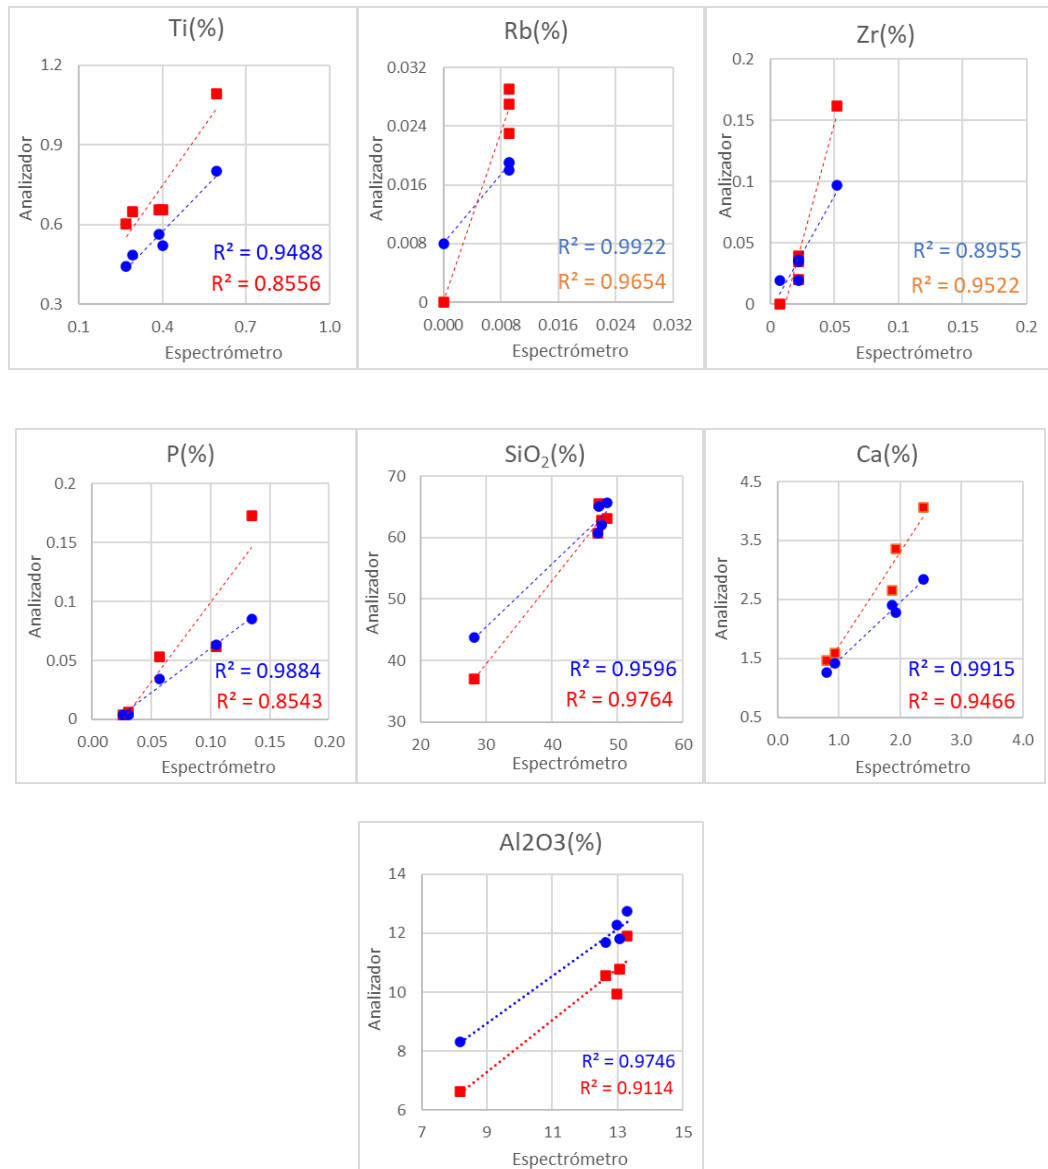 Ti(%)
1.2
0.9
0.6
0.3
Analizador
R² = 0.9488
R² = 0.8556
0.1 0.4 0.7 1.0
Espectrómetro
Rb(%)
0.032
0.024
0.016
0.008
0
Analizador
R² = 0.9922
R² = 0.9654
0.000 0.008 0.016 0.024 0.032
Espectrómetro
Zr(%)
0.2
0.15
0.1
0.05
0
Analizador
R² = 0.8955
R² = 0.9522
0 0.05 0.1 0.15 0.2
Espectrómetro
P(%)
0.2
0.15
0.1
0.05
0
Analizador
R² = 0.9884
R² = 0.8543
0.00 0.05 0.10 0.15 0.20
Espectrómetro
SiO₂(%)
70
60
50
40
30
Analizador
R² = 0.9596
R² = 0.9764
20 30 40 50 60
Espectrómetro
Ca(%)
4.5
3.5
2.5
1.5
0.5
Analizador
R² = 0.9915
R² = 0.9466
0.0 1.0 2.0 3.0 4.0
Espectrómetro
Al2O3(%)
14
12
10
8
6
Analizador
R² = 0.9746
R² = 0.9114
7 9 11 13 15
Espectrómetro